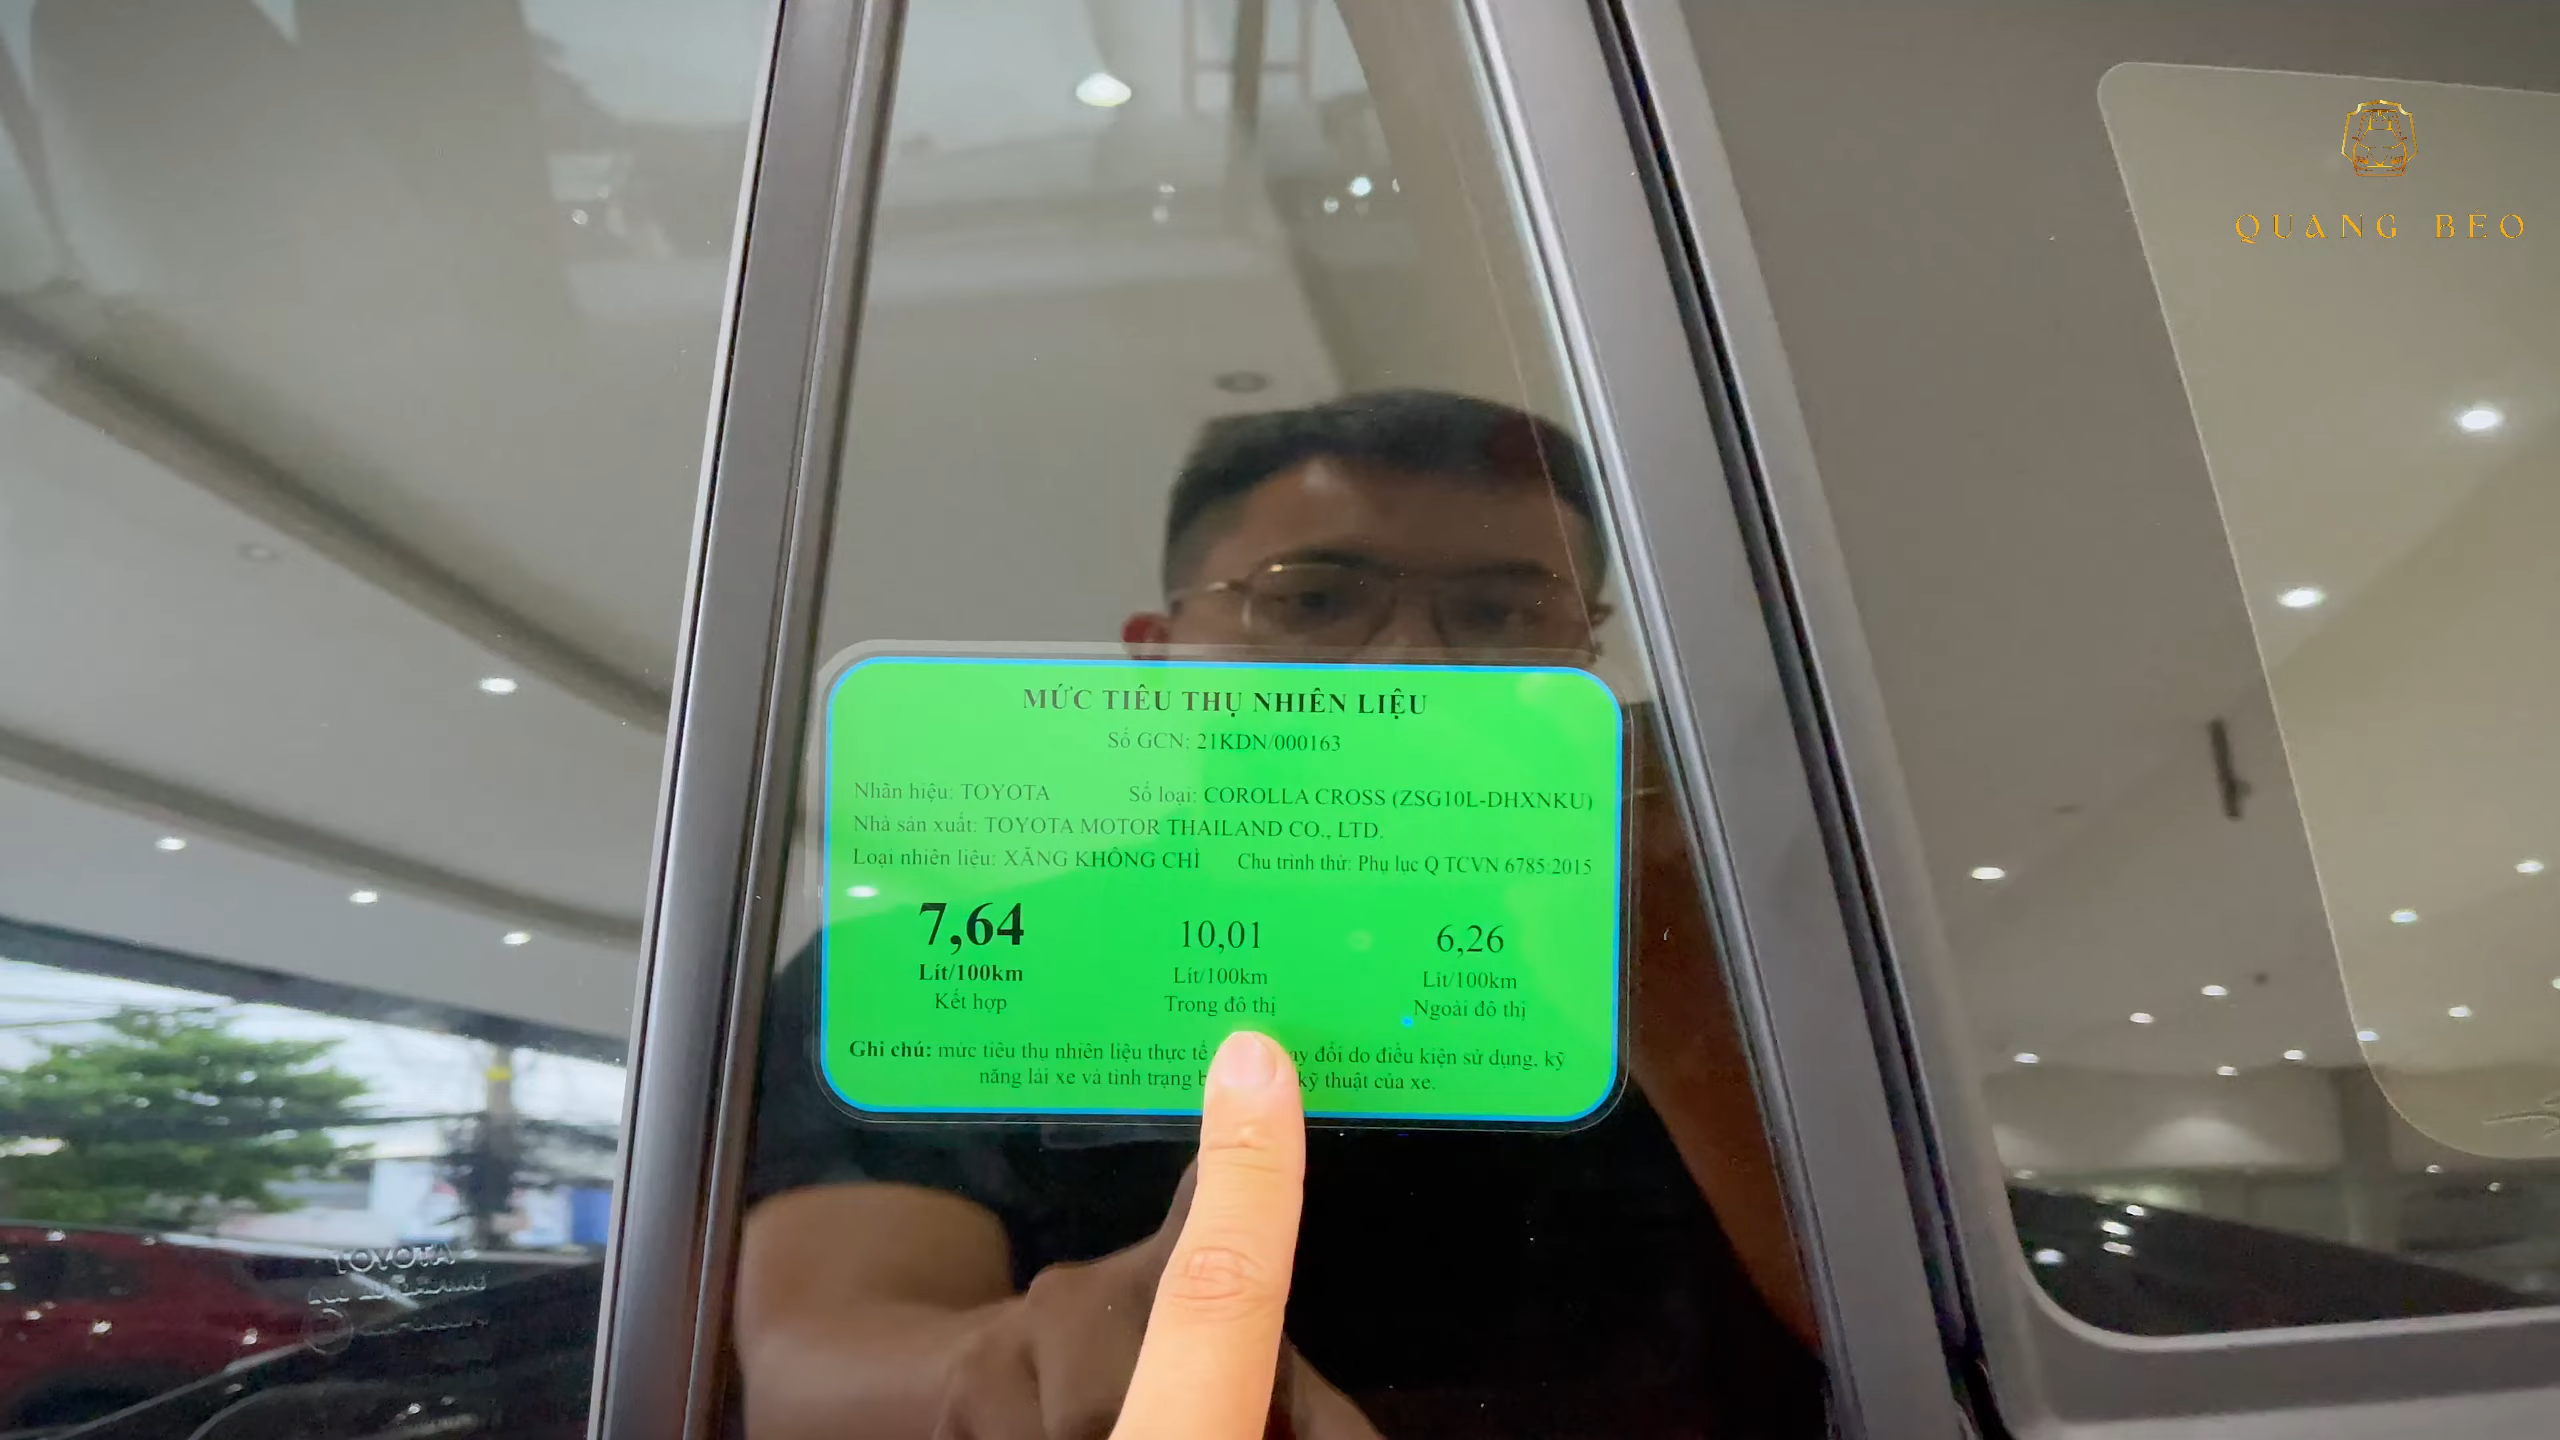 QUANG BÉO
MỨC TIÊU THỤ NHIÊN LIỆU
Số GCN: 21KDN/000163
Nhãn hiệu: TOYOTA Số loại: COROLLA CROSS (ZSG10L-DHXNKU)
Nhà sản xuất: TOYOTA MOTOR THAILAND CO., LTD.
Loại nhiên liệu: XĂNG KHÔNG CHÌ Chu trình thử: Phụ lục Q TCVN 6785:2015
7,64 10,01 6,26
Lít/100km Lít/100km Lít/100km
Kết hợp Trong đô thị Ngoài đô thị
Ghi chú: mức tiêu thụ nhiên liệu thực tế đổi do điều kiện sử dụng, kỹ
năng lái xe và tình trạng kỹ thuật của xe.
TOYOTA